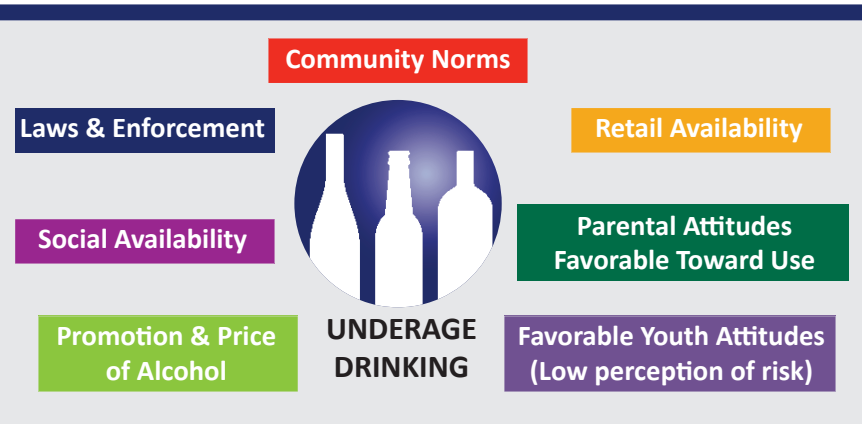 Community Norms
Laws & Enforcement
Retail Availability
Social Availability
Parental Attitudes
Favorable Toward Use
Promotion & Price
of Alcohol
UNDERAGE
DRINKING
Favorable Youth Attitudes
(Low perception of risk)